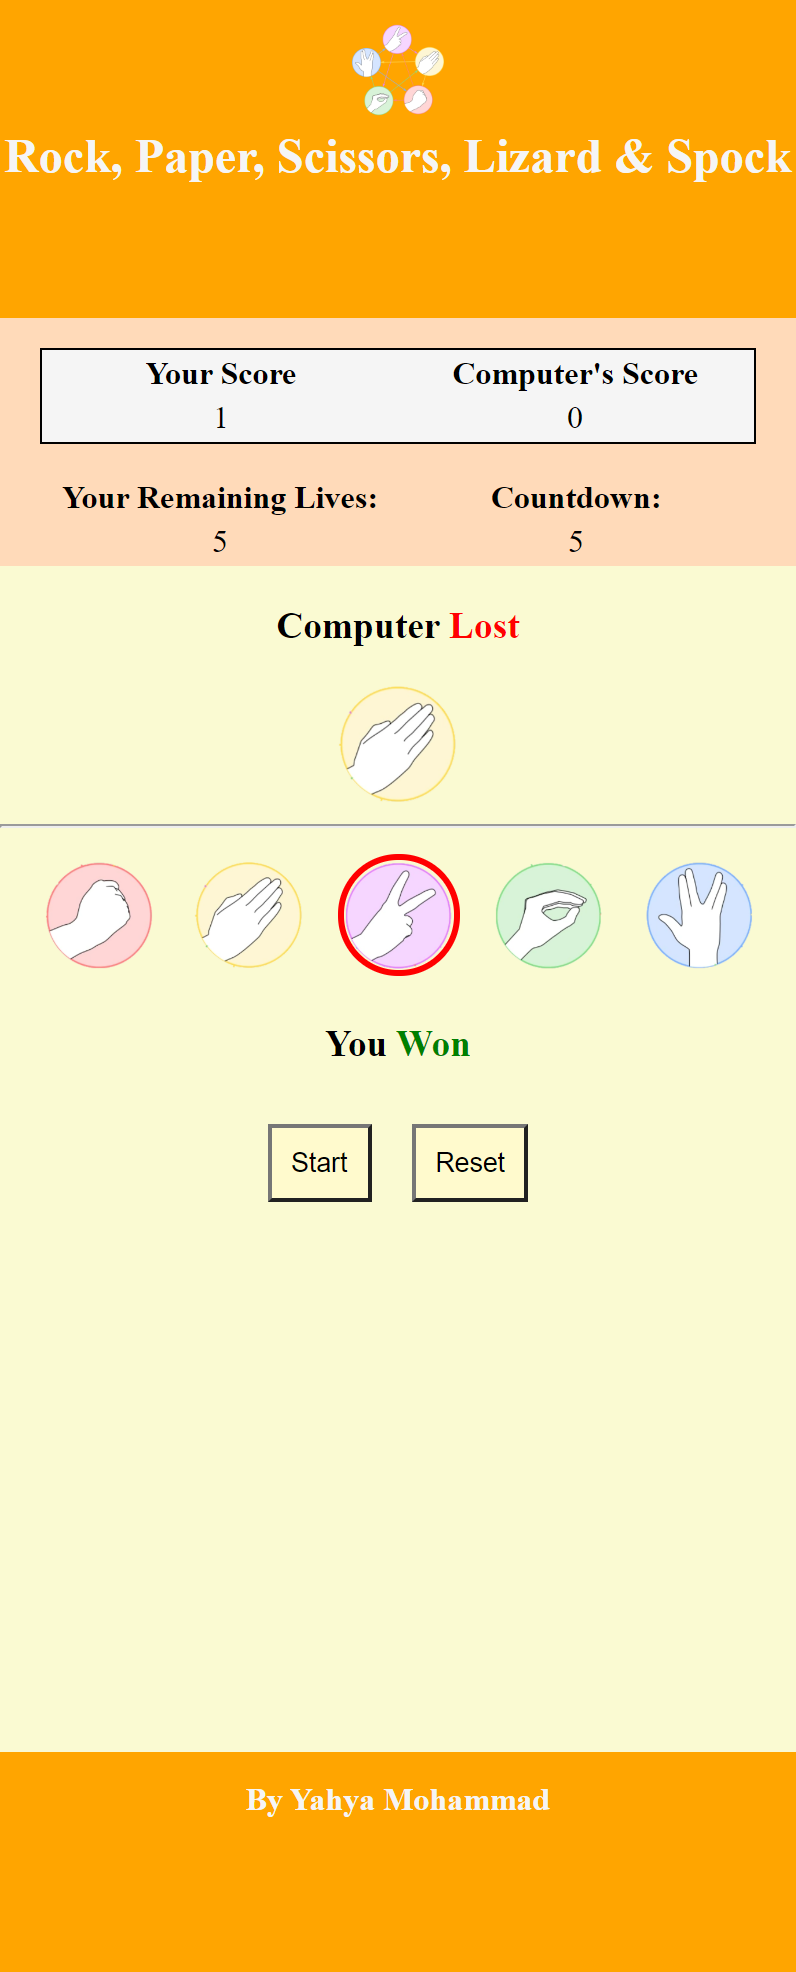 Rock, Paper, Scissors, Lizard & Spock
Your Score Computer's Score
1 0
Your Remaining Lives: Countdown:
5 5
Computer Lost
You Won
Start Reset
By Yahya Mohammad